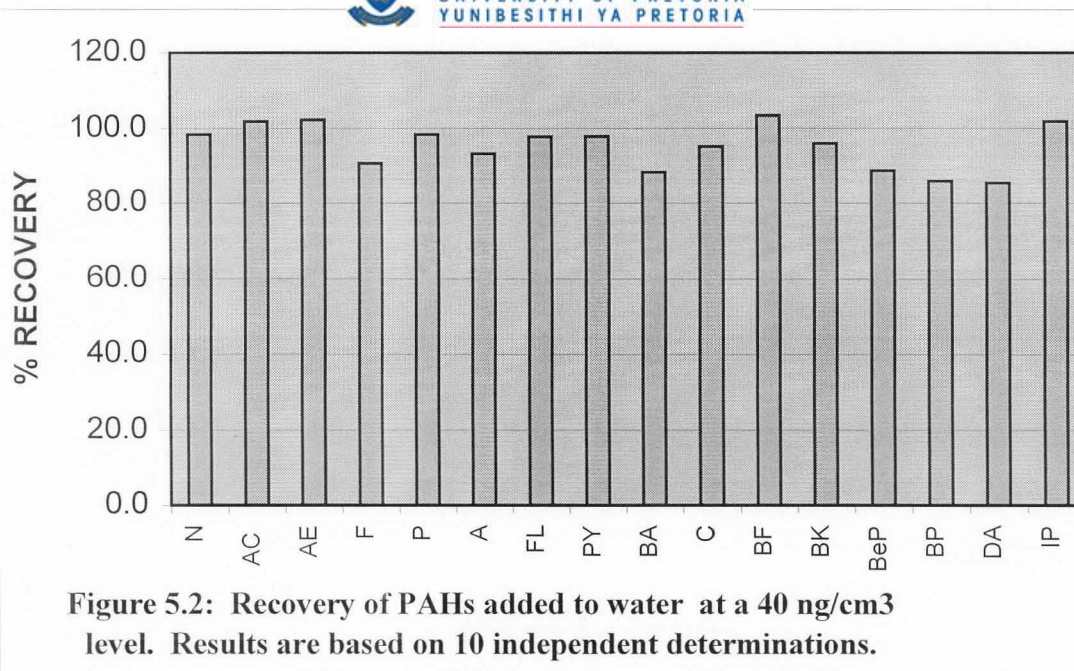 YUNIBESITHI YA PRETORIA
120.0
100.0
80.0
60.0
40.0
20.0
0.0
% RECOVERY
N AC AE F P A FL PY BA C BF BK BeP BP DA IP
Figure 5.2: Recovery of PAHs added to water at a 40 ng/cm3
level. Results are based on 10 independent determinations.